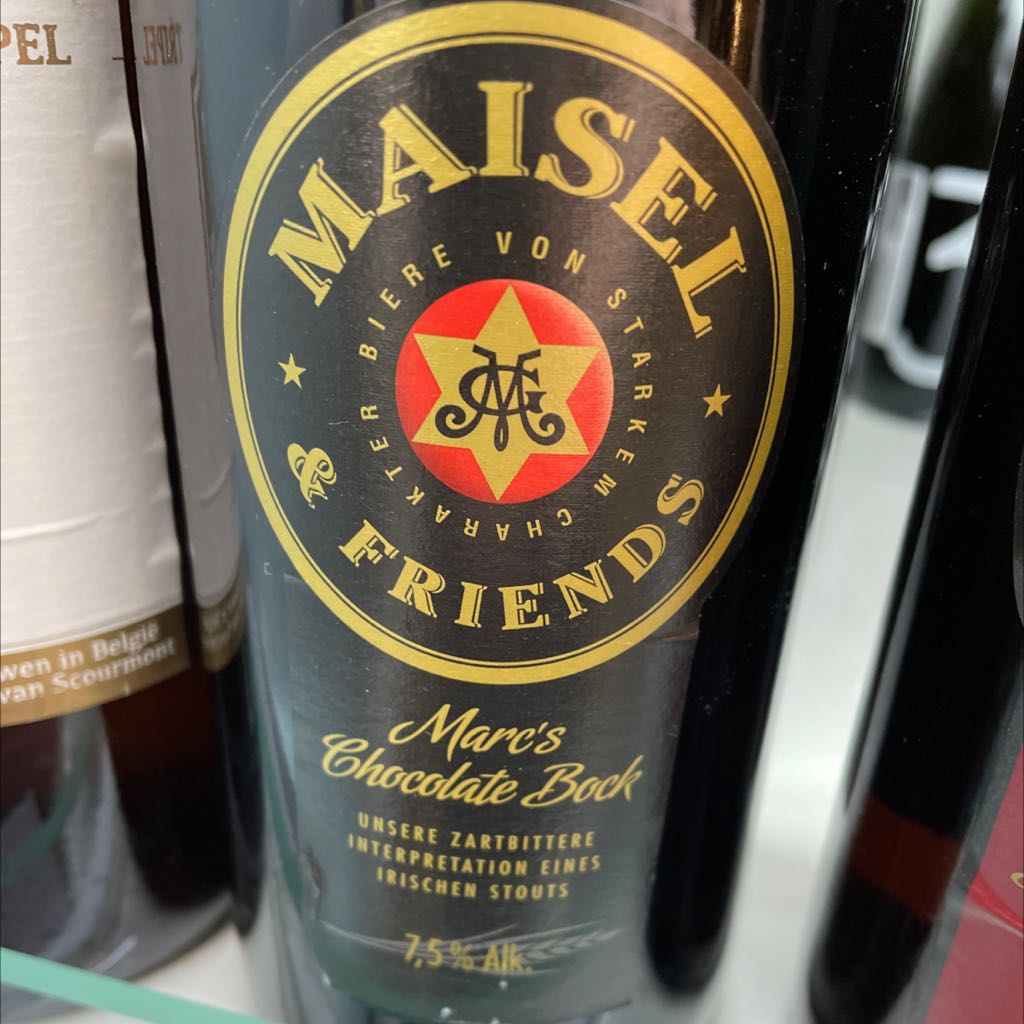 MAISEL
& FRIENDS
BIERE VON STARKEM CHARAKTER
MG
Marc's
Chocolate Bock
UNSERE ZARTBITTERE
INTERPRETATION EINES
IRISCHEN STOUTS
7,5% Alk.
PEL
wen in België
van Scourmont